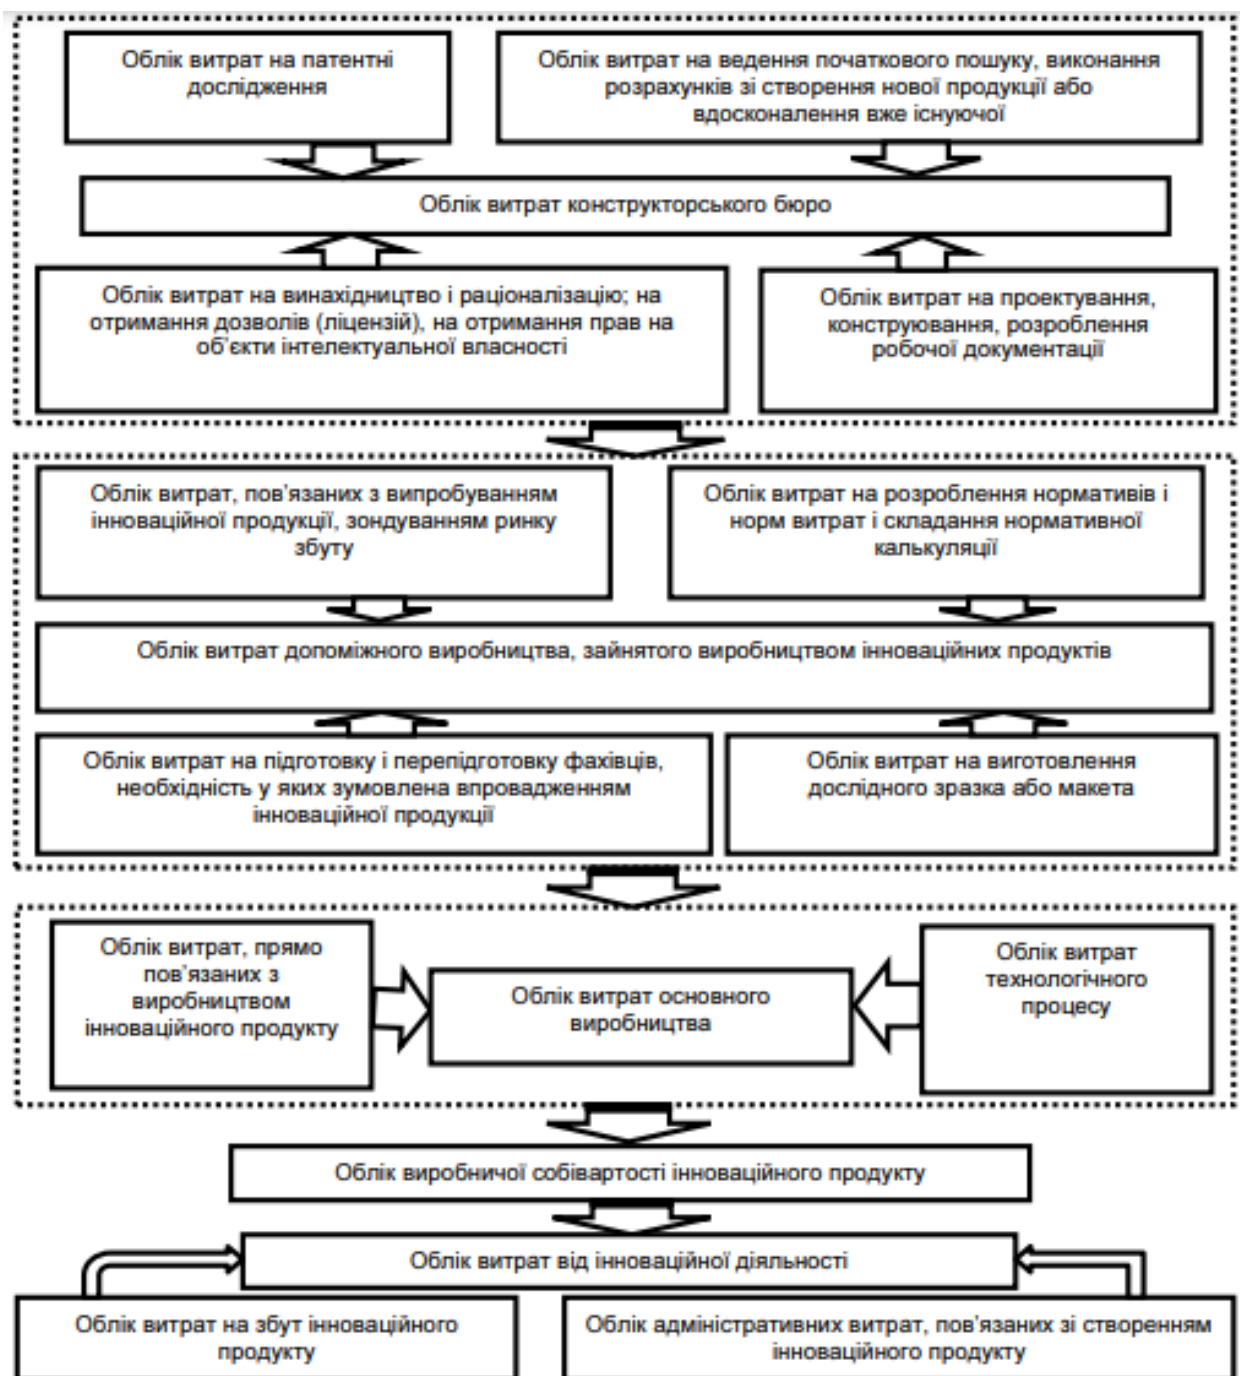 Облік витрат на патентні
дослідження
Облік витрат на ведення початкового пошуку, виконання
розрахунків зі створення нової продукції або
вдосконалення вже існуючої
Облік витрат конструкторського бюро
Облік витрат на винахідництво і раціоналізацію; на
отримання дозволів (ліцензій), на отримання прав на
об’єкти інтелектуальної власності
Облік витрат на проектування,
конструювання, розроблення
робочої документації
Облік витрат, пов’язаних з випробуванням
інноваційної продукції, зондуванням ринку
збуту
Облік витрат на розроблення нормативів і
норм витрат і складання нормативної
калькуляції
Облік витрат допоміжного виробництва, зайнятого виробництвом інноваційних продуктів
Облік витрат на підготовку і перепідготовку фахівців,
необхідність у яких зумовлена впровадженням
інноваційної продукції
Облік витрат на виготовлення
дослідного зразка або макета
Облік витрат, прямо
пов’язаних з
виробництвом
інноваційного продукту
Облік витрат основного
виробництва
Облік витрат
технологічного
процесу
Облік виробничої собівартості інноваційного продукту
Облік витрат від інноваційної діяльності
Облік витрат на збут інноваційного
продукту
Облік адміністративних витрат, пов’язаних зі створенням
інноваційного продукту